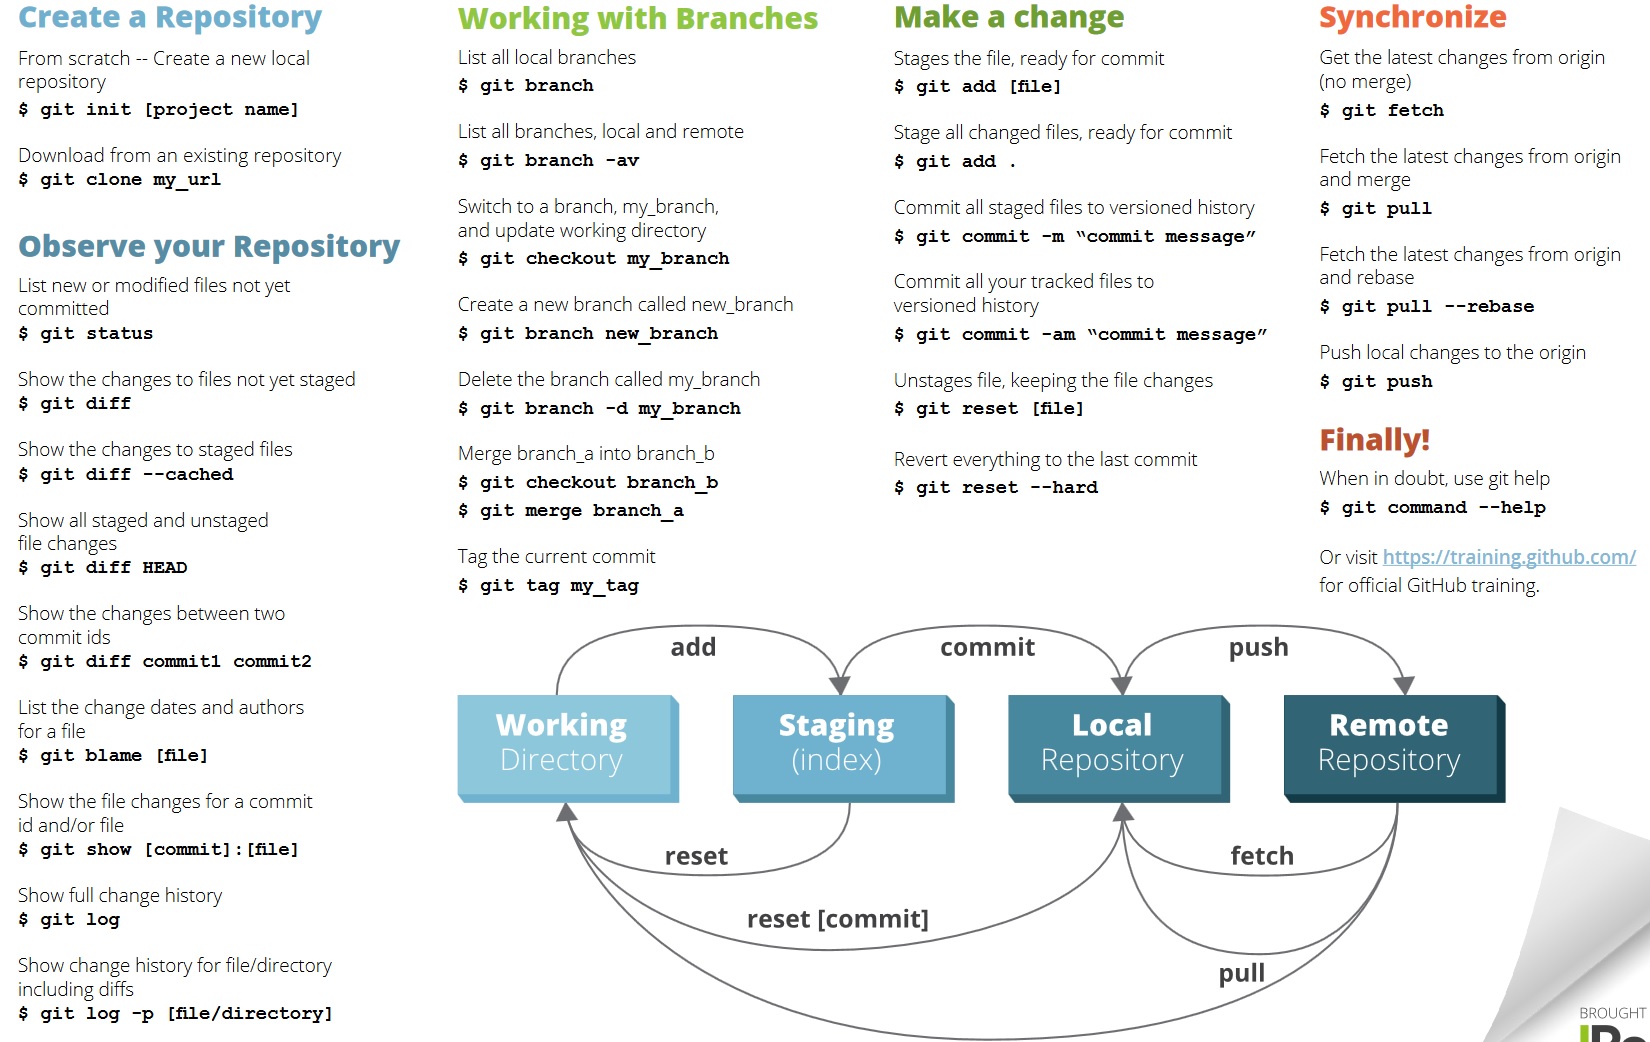 Create a Repository
From scratch -- Create a new local
repository
$ git init [project name]
Download from an existing repository
$ git clone my_url
Observe your Repository
List new or modified files not yet
committed
$ git status
Show the changes to files not yet staged
$ git diff
Show the changes to staged files
$ git diff --cached
Show all staged and unstaged
file changes
$ git diff HEAD
Show the changes between two
commit ids
$ git diff commit1 commit2
List the change dates and authors
for a file
$ git blame [file]
Show the file changes for a commit
id and/or file
$ git show [commit]:[file]
Show full change history
$ git log
Show change history for file/directory
including diffs
$ git log -p [file/directory]
Working with Branches
List all local branches
$ git branch
List all branches, local and remote
$ git branch -av
Switch to a branch, my_branch,
and update working directory
$ git checkout my_branch
Create a new branch called new_branch
$ git branch new_branch
Delete the branch called my_branch
$ git branch -d my_branch
Merge branch_a into branch_b
$ git checkout branch_b
$ git merge branch_a
Tag the current commit
$ git tag my_tag
Make a change
Stages the file, ready for commit
$ git add [file]
Stage all changed files, ready for commit
$ git add .
Commit all staged files to versioned history
$ git commit -m “commit message”
Commit all your tracked files to
versioned history
$ git commit -am “commit message”
Unstages file, keeping the file changes
$ git reset [file]
Revert everything to the last commit
$ git reset --hard
Synchronize
Get the latest changes from origin
(no merge)
$ git fetch
Fetch the latest changes from origin
and merge
$ git pull
Fetch the latest changes from origin
and rebase
$ git pull --rebase
Push local changes to the origin
$ git push
Finally!
When in doubt, use git help
$ git command --help
Or visit https://training.github.com/
for official GitHub training.
add
commit
push
Working
Directory
Staging
(index)
Local
Repository
Remote
Repository
reset
fetch
reset [commit]
pull
BROUGHT